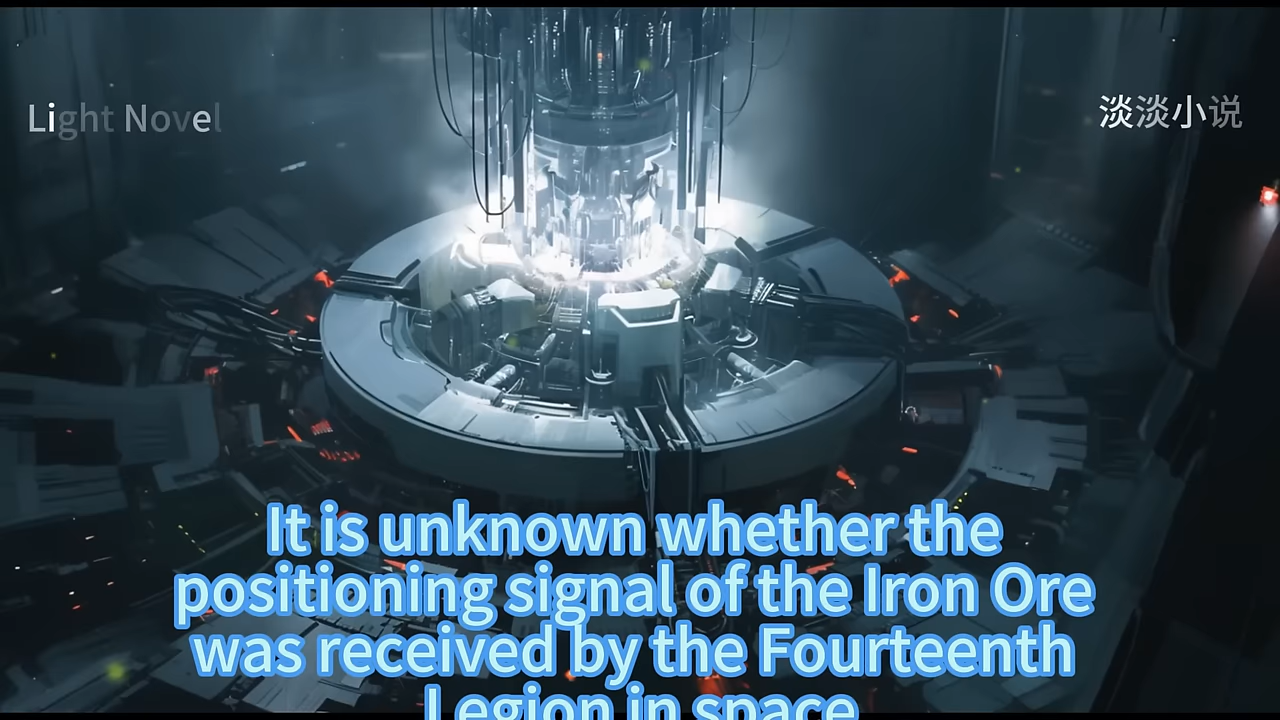 Light Novel
淡淡小说
It is unknown whether the
positioning signal of the Iron Ore
was received by the Fourteenth
Legion in space